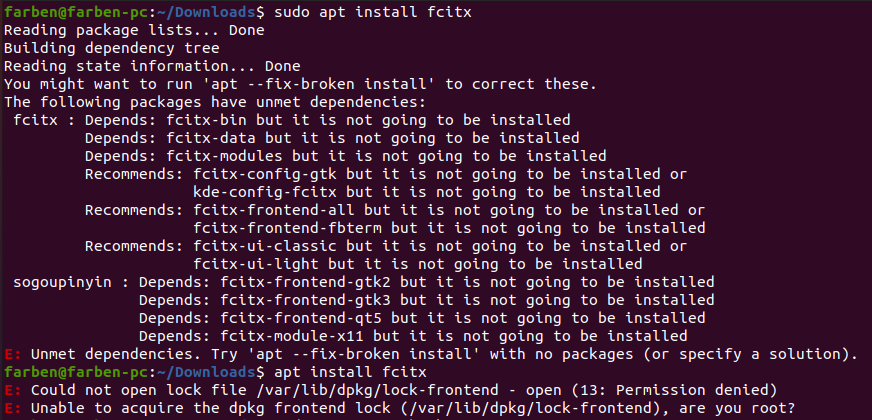 farben@farben-pc:~/Downloads$ sudo apt install fcitx
Reading package lists... Done
Building dependency tree
Reading state information... Done
You might want to run 'apt --fix-broken install' to correct these.
The following packages have unmet dependencies:
 fcitx : Depends: fcitx-bin but it is not going to be installed
         Depends: fcitx-data but it is not going to be installed
         Depends: fcitx-modules but it is not going to be installed
         Recommends: fcitx-config-gtk but it is not going to be installed or
                     kde-config-fcitx but it is not going to be installed
         Recommends: fcitx-frontend-all but it is not going to be installed or
                     fcitx-frontend-fbterm but it is not going to be installed
         Recommends: fcitx-ui-classic but it is not going to be installed or
                     fcitx-ui-light but it is not going to be installed
 sogoupinyin : Depends: fcitx-frontend-gtk2 but it is not going to be installed
               Depends: fcitx-frontend-gtk3 but it is not going to be installed
               Depends: fcitx-frontend-qt5 but it is not going to be installed
               Depends: fcitx-module-x11 but it is not going to be installed
E: Unmet dependencies. Try 'apt --fix-broken install' with no packages (or specify a solution).
farben@farben-pc:~/Downloads$ apt install fcitx
E: Could not open lock file /var/lib/dpkg/lock-frontend - open (13: Permission denied)
E: Unable to acquire the dpkg frontend lock (/var/lib/dpkg/lock-frontend), are you root?